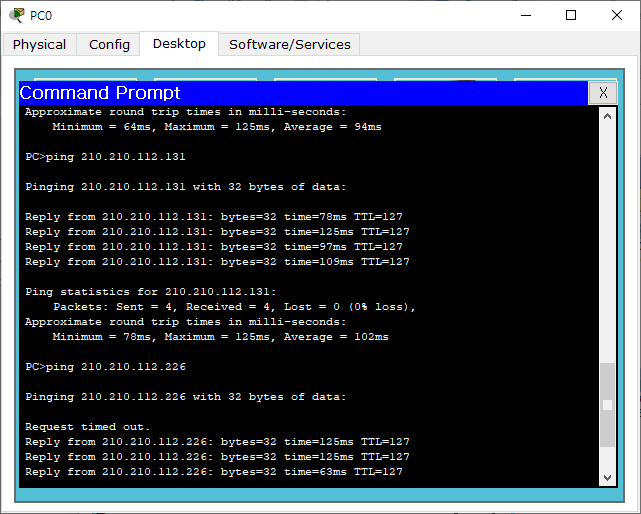 PC0
Physical Config Desktop Software/Services
Command Prompt X
Approximate round trip times in milli-seconds:
Minimum = 64ms, Maximum = 125ms, Average = 94ms
PC>ping 210.210.112.131
Pinging 210.210.112.131 with 32 bytes of data:
Reply from 210.210.112.131: bytes=32 time=78ms TTL=127
Reply from 210.210.112.131: bytes=32 time=125ms TTL=127
Reply from 210.210.112.131: bytes=32 time=97ms TTL=127
Reply from 210.210.112.131: bytes=32 time=109ms TTL=127
Ping statistics for 210.210.112.131:
Packets: Sent = 4, Received = 4, Lost = 0 (0% loss),
Approximate round trip times in milli-seconds:
Minimum = 78ms, Maximum = 125ms, Average = 102ms
PC>ping 210.210.112.226
Pinging 210.210.112.226 with 32 bytes of data:
Request timed out.
Reply from 210.210.112.226: bytes=32 time=125ms TTL=127
Reply from 210.210.112.226: bytes=32 time=125ms TTL=127
Reply from 210.210.112.226: bytes=32 time=63ms TTL=127